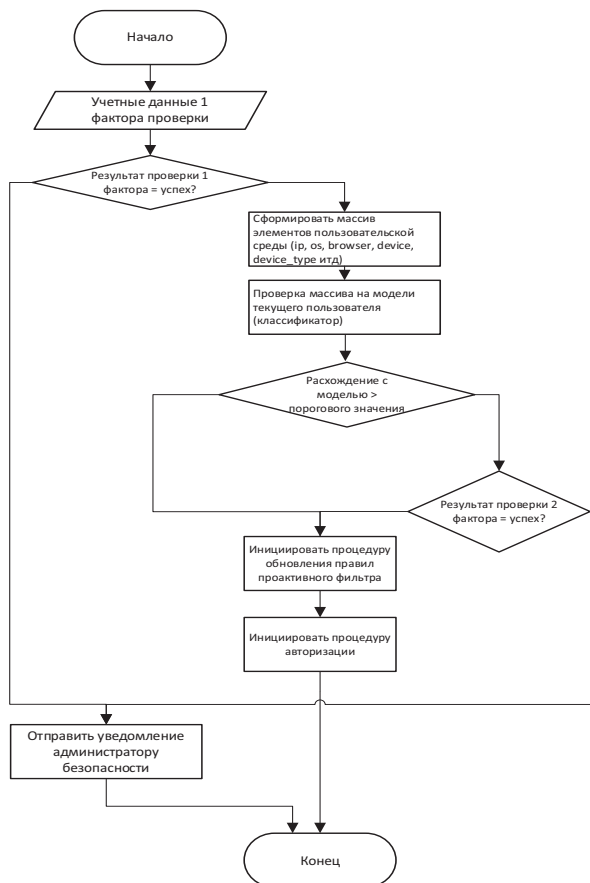 Начало
Учетные данные 1
фактора проверки
Результат проверки 1
фактора = успех?
Сформировать массив
элементов пользовательской
среды (ip, os, browser, device,
device_type итд)
Проверка массива на модели
текущего пользователя
(классификатор)
Расхождение с
моделью >
порогового значения
Результат проверки 2
фактора = успех?
Инициировать процедуру
обновления правил
проактивного фильтра
Инициировать процедуру
авторизации
Отправить уведомление
администратору
безопасности
Конец